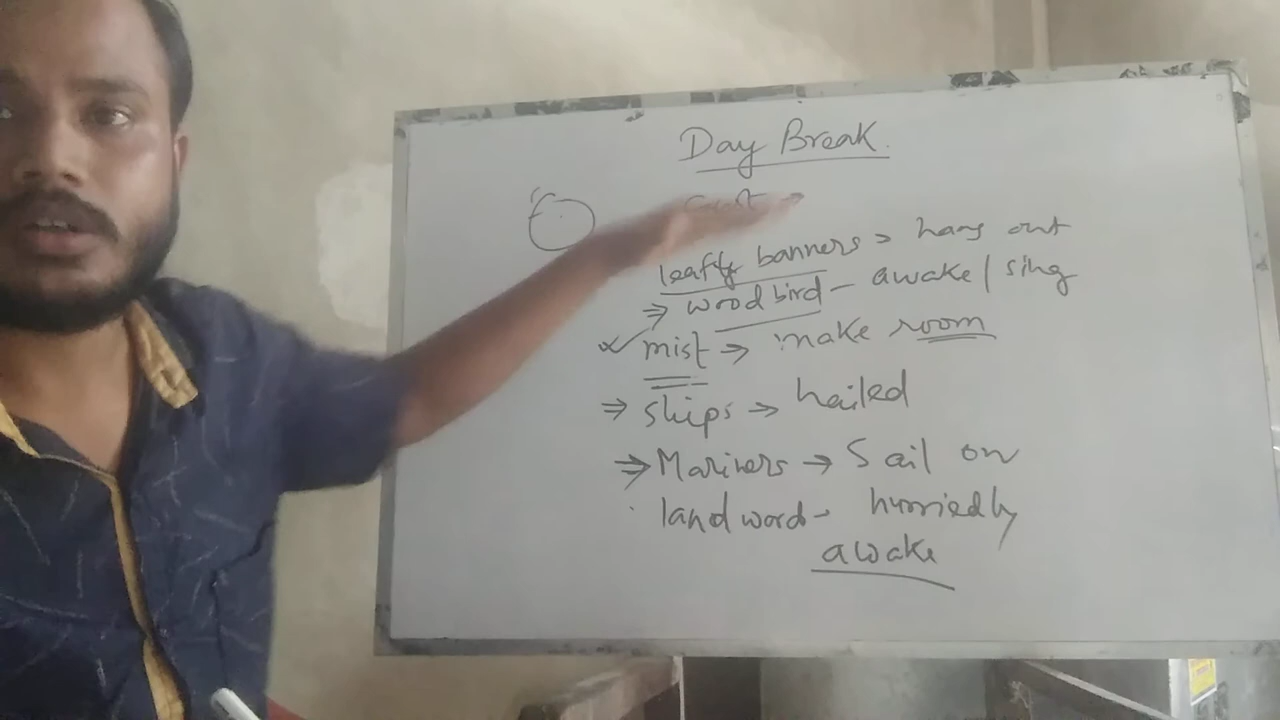 Day Break.
leafy banners > hang out
⇒ wood bird - awake / sing
mist → make room
⇒ ships → hailed
⇒ Mariners → Sail on
landword - hurriedly
awake